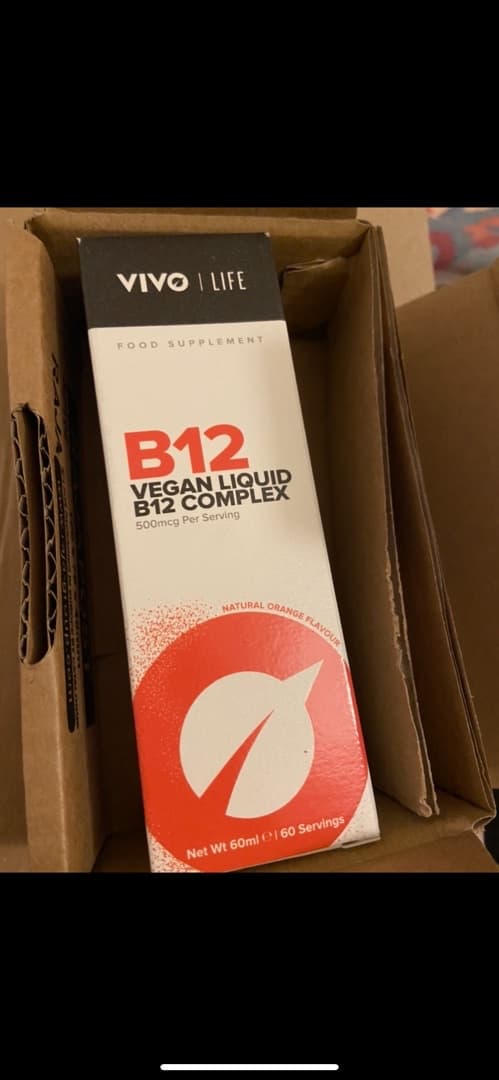 VIVO | LIFE
FOOD SUPPLEMENT
B12
VEGAN LIQUID
B12 COMPLEX
500mcg Per Serving
NATURAL ORANGE FLAVOUR
Net Wt 60ml ℮ | 60 Servings